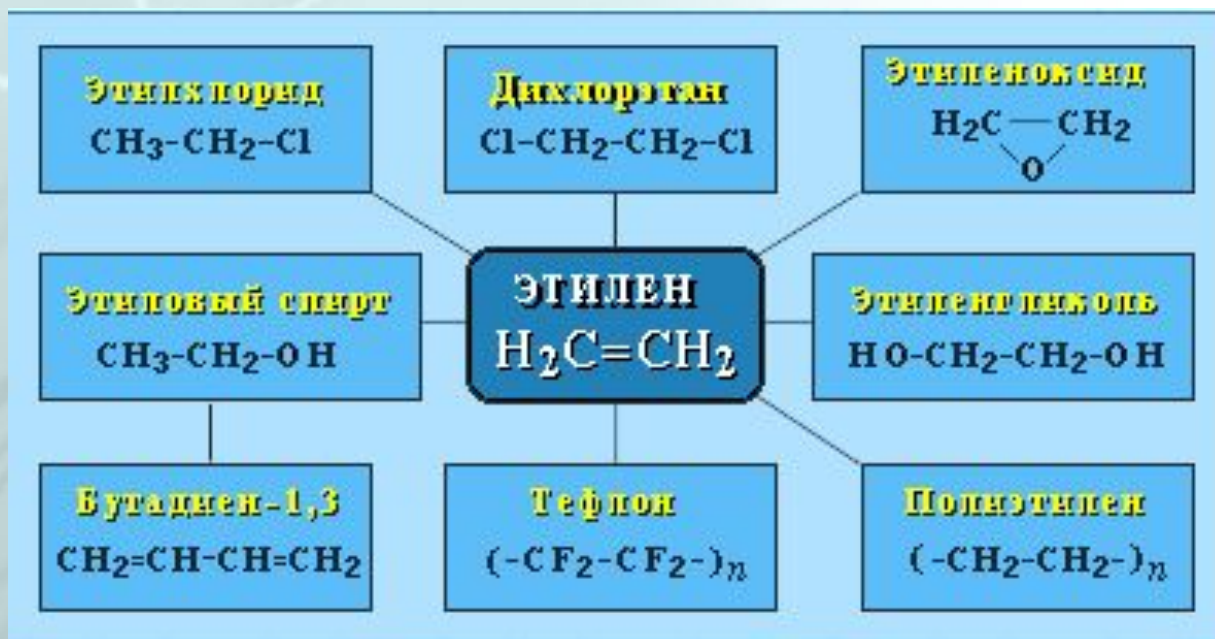 Этилхлорид
CH₃-CH₂-Cl
Дихлорэтан
Cl-CH₂-CH₂-Cl
Этиленоксид
H₂C — CH₂
O
ЭТИЛЕН
H₂C=CH₂
Этиловый спирт
CH₃-CH₂-OH
Этиленгликоль
HO-CH₂-CH₂-OH
Бутадиен-1,3
CH₂=CH-CH=CH₂
Тефлон
(-CF₂-CF₂-)n
Полиэтилен
(-CH₂-CH₂-)n